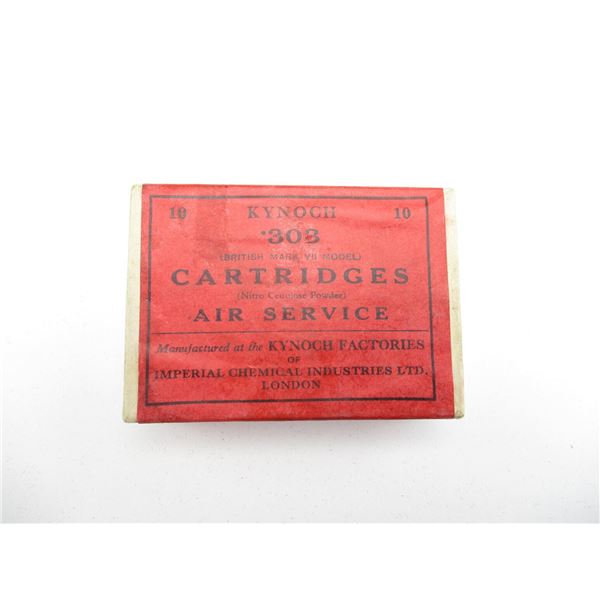 10 KYNOCH 10
·303
(BRITISH MARK VII MODEL)
CARTRIDGES
(Nitro Cellulose Powder)
AIR SERVICE
Manufactured at the KYNOCH FACTORIES
OF
IMPERIAL CHEMICAL INDUSTRIES LTD.
LONDON